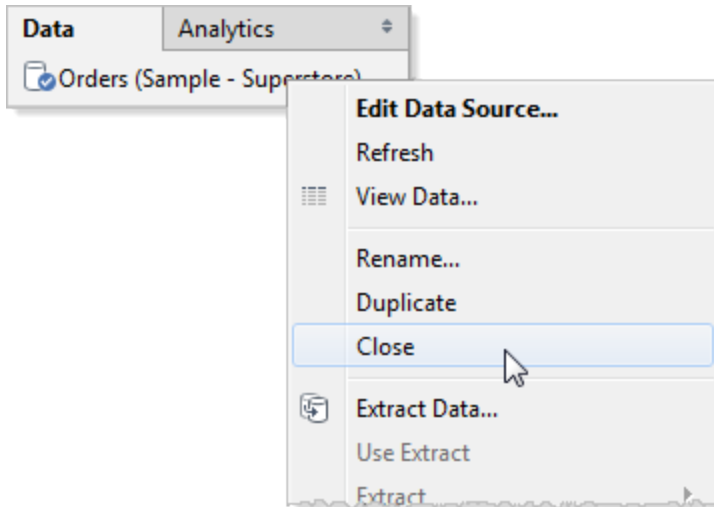 Data Analytics
Orders (Sample - Superstore)
Edit Data Source...
Refresh
View Data...
Rename...
Duplicate
Close
Extract Data...
Use Extract
Extract